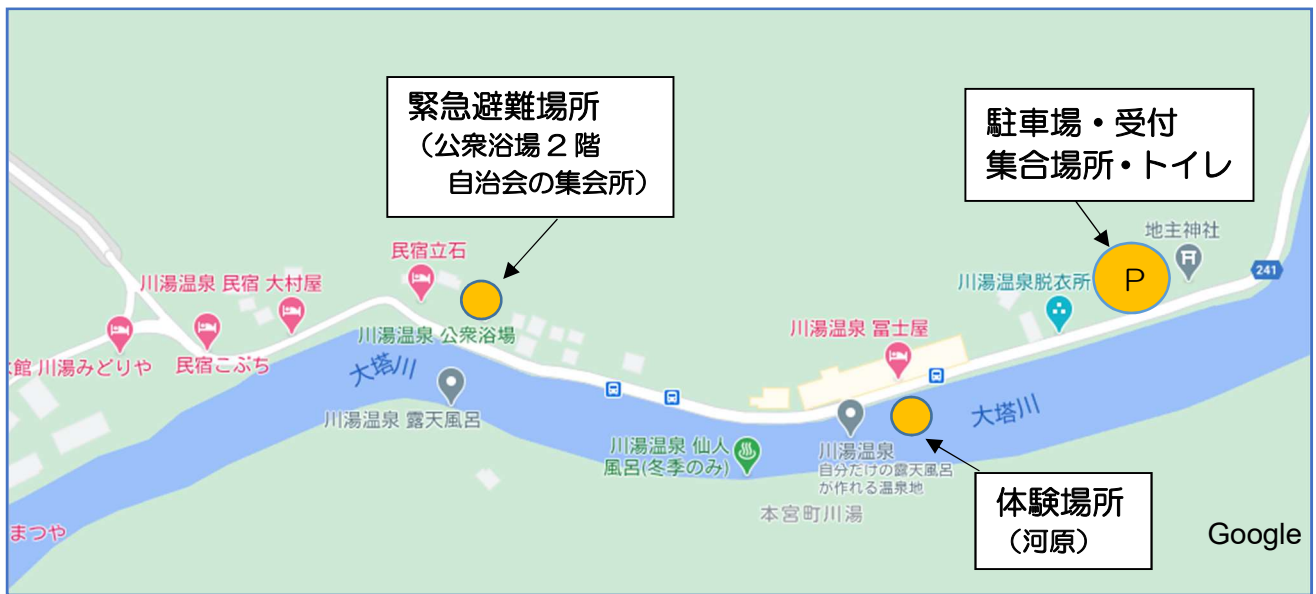 緊急避難場所
（公衆浴場２階
自治会の集会所）
駐車場・受付
集合場所・トイレ
地主神社
P
241
川湯温泉脱衣所
民宿立石
川湯温泉 民宿 大村屋
川湯温泉 公衆浴場
川湯温泉 冨士屋
館 川湯みどりや
民宿こぶち
大塔川
川湯温泉 露天風呂
大塔川
川湯温泉 仙人
風呂(冬季のみ)
川湯温泉
自分だけの露天風呂
が作れる温泉地
本宮町川湯
体験場所
（河原）
まつや
Google